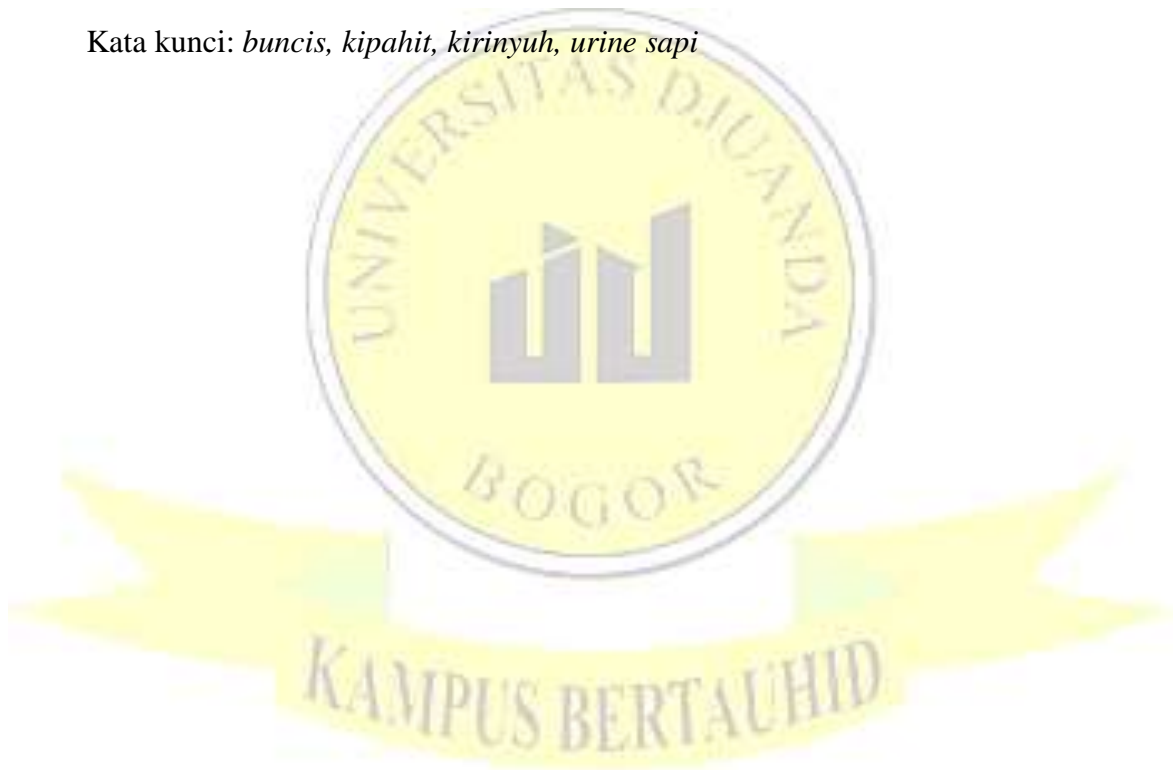 Kata kunci: buncis, kipahit, kirinyuh, urine sapi
UNIVERSITAS DJUANDA
BOGOR
KAMPUS BERTAUHID